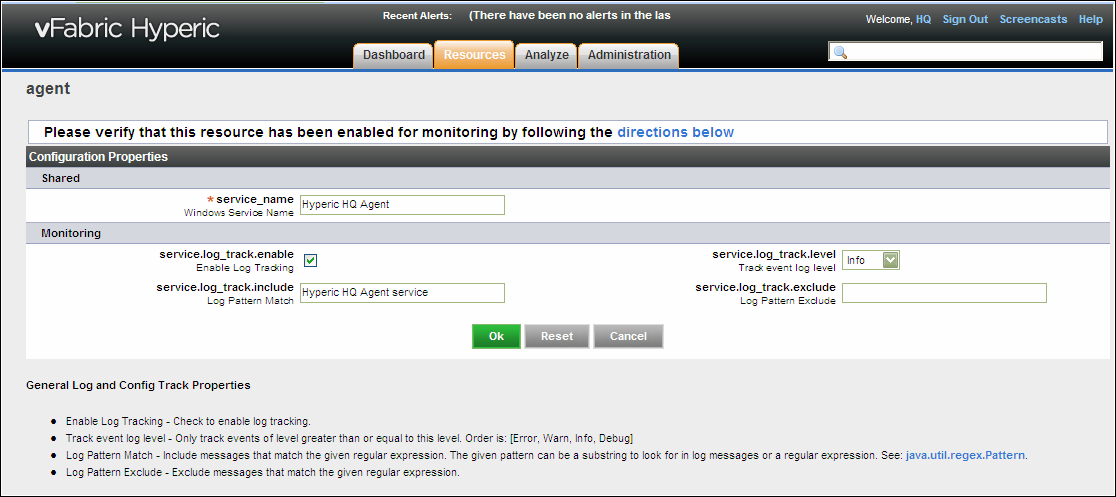 vFabric Hyperic
Recent Alerts: (There have been no alerts in the las
Welcome, HQ Sign Out Screencasts Help
Dashboard Resources Analyze Administration
agent
Please verify that this resource has been enabled for monitoring by following the directions below
Configuration Properties
Shared
* service_name Hyperic HQ Agent
Windows Service Name
Monitoring
service.log_track.enable service.log_track.level Info
Enable Log Tracking Track event log level
service.log_track.include Hyperic HQ Agent service service.log_track.exclude
Log Pattern Match Log Pattern Exclude
Ok Reset Cancel
General Log and Config Track Properties
• Enable Log Tracking - Check to enable log tracking.
• Track event log level - Only track events of level greater than or equal to this level. Order is: [Error, Warn, Info, Debug]
• Log Pattern Match - Include messages that match the given regular expression. The given pattern can be a substring to look for in log messages or a regular expression. See: java.util.regex.Pattern.
• Log Pattern Exclude - Exclude messages that match the given regular expression.